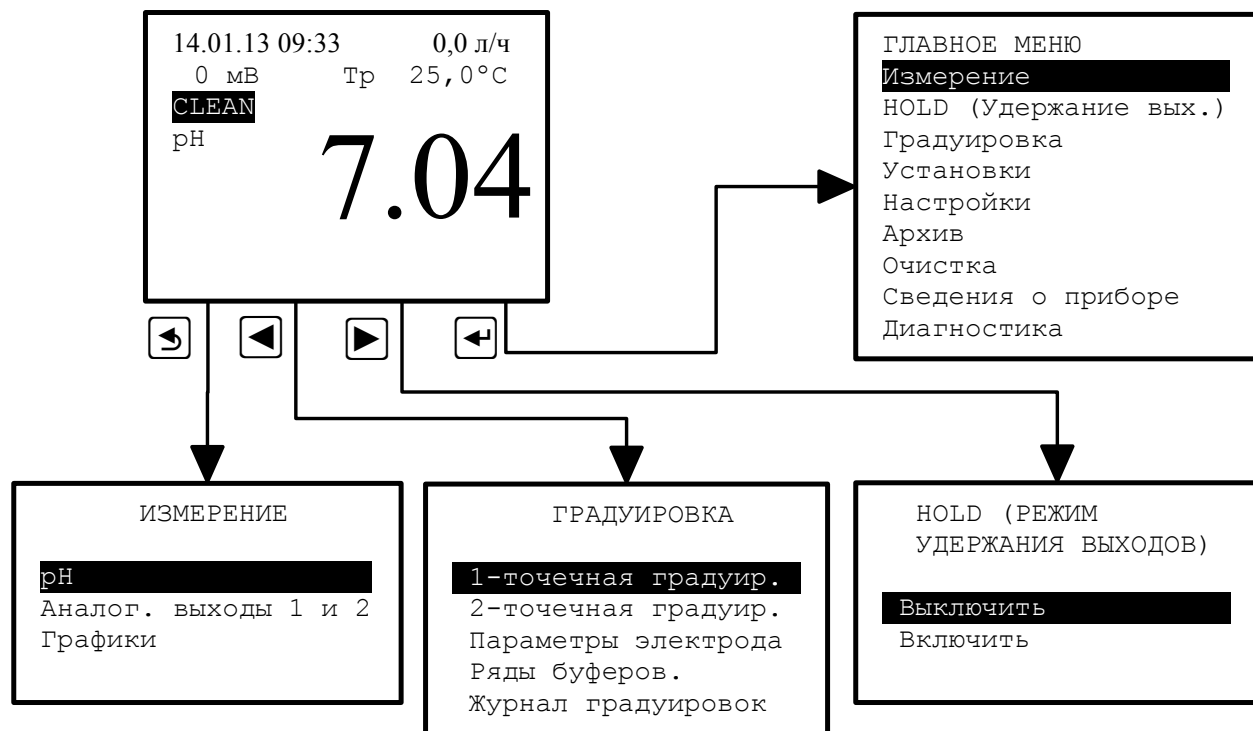 14.01.13 09:33 0,0 л/ч
0 мВ Тр 25,0°С
CLEAN
pH
7.04
ГЛАВНОЕ МЕНЮ
Измерение
HOLD (Удержание вых.)
Градуировка
Установки
Настройки
Архив
Очистка
Сведения о приборе
Диагностика
ИЗМЕРЕНИЕ
pH
Аналог. выходы 1 и 2
Графики
ГРАДУИРОВКА
1-точечная градуир.
2-точечная градуир.
Параметры электрода
Ряды буферов.
Журнал градуировок
HOLD (РЕЖИМ
УДЕРЖАНИЯ ВЫХОДОВ)
Выключить
Включить